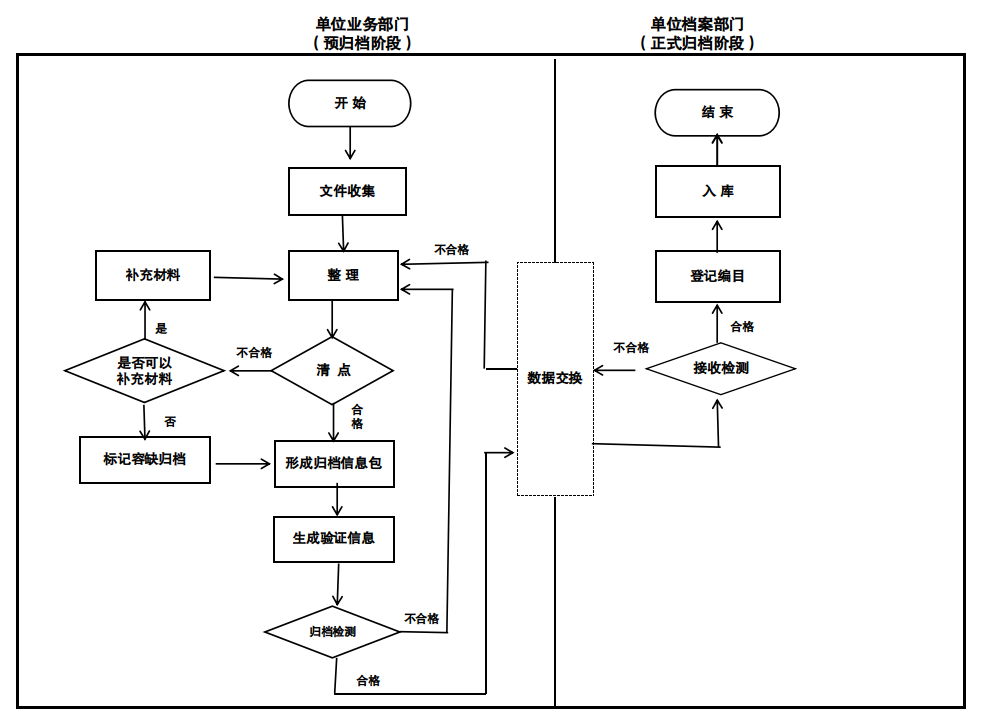 单位业务部门
（预归档阶段）
单位档案部门
（正式归档阶段）
开 始
结 束
文件收集
入 库
不合格
补充材料
整 理
登记编目
是
合格
不合格
不合格
是否可以
补充材料
清 点
数据交换
接收检测
合
格
否
标记容缺归档
形成归档信息包
生成验证信息
不合格
归档检测
合格